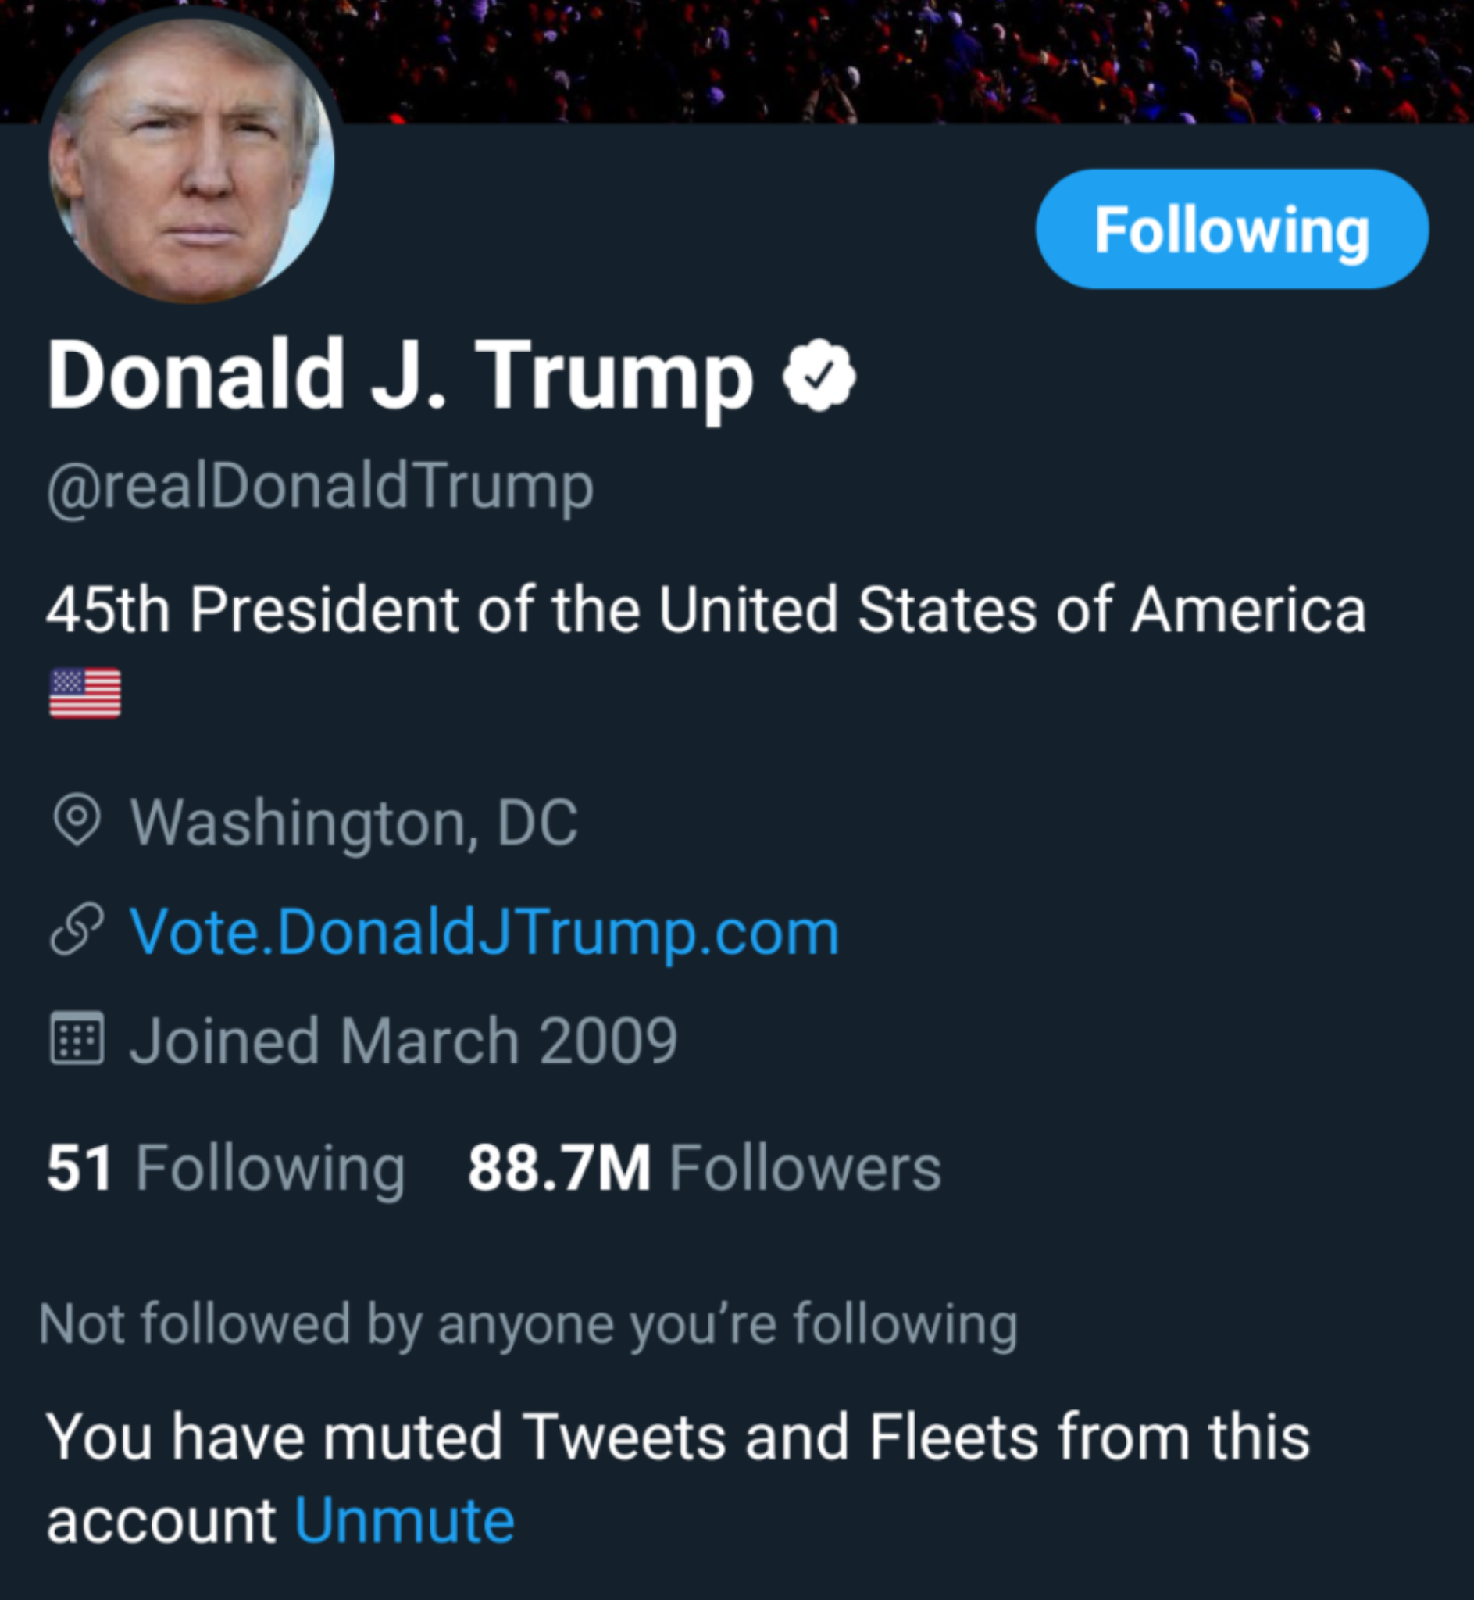 Following
Donald J. Trump
@realDonaldTrump
45th President of the United States of America
Washington, DC
Vote.DonaldJTrump.com
Joined March 2009
51 Following 88.7M Followers
Not followed by anyone you’re following
You have muted Tweets and Fleets from this
account Unmute